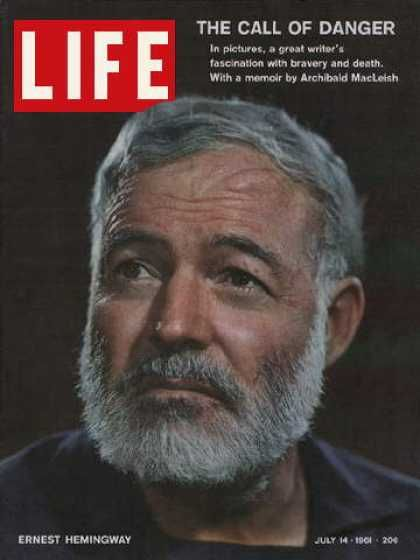 LIFE
THE CALL OF DANGER
In pictures, a great writer's
fascination with bravery and death.
With a memoir by Archibald MacLeish
ERNEST HEMINGWAY
JULY 14 · 1961 · 20¢